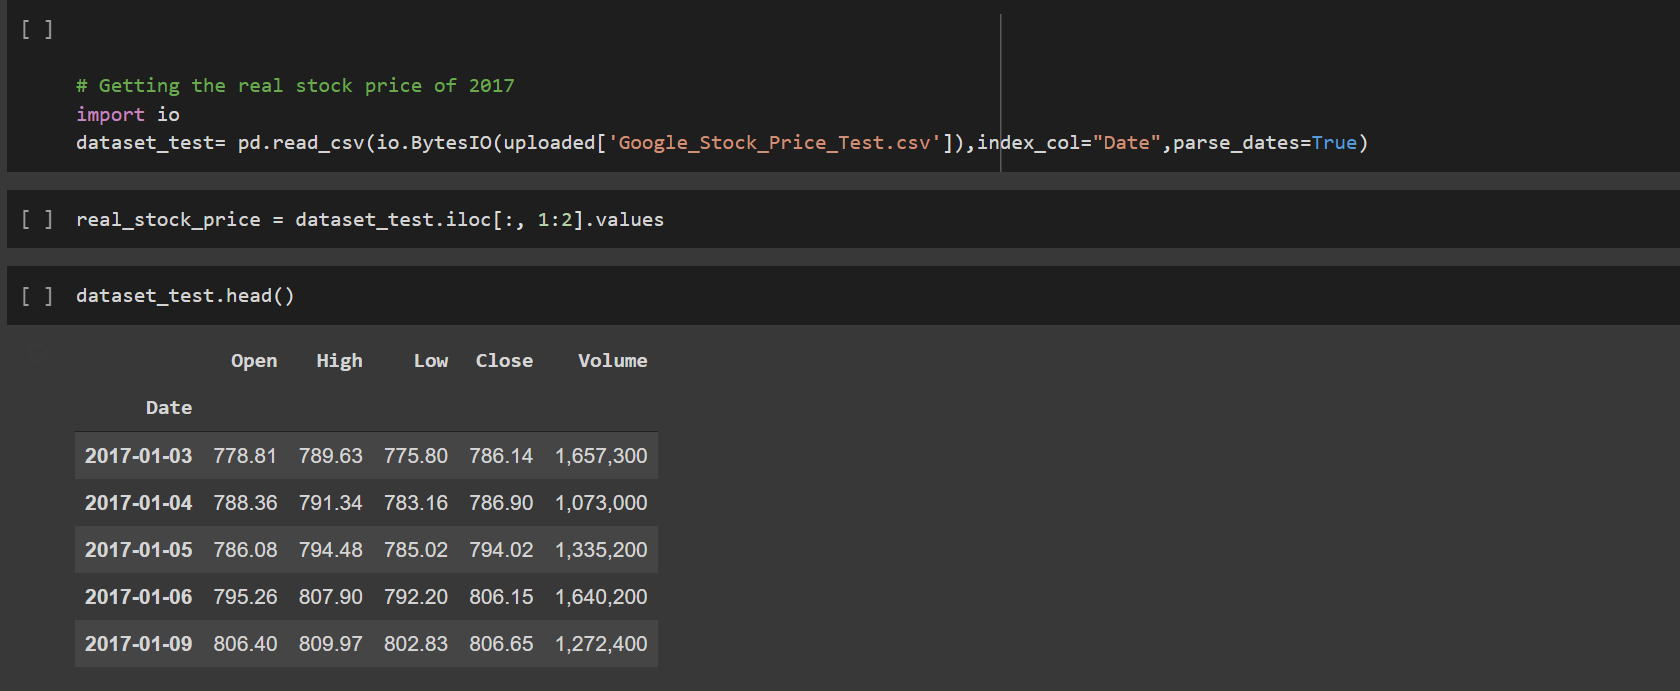 [ ]
# Getting the real stock price of 2017
import io
dataset_test= pd.read_csv(io.BytesIO(uploaded['Google_Stock_Price_Test.csv']),index_col="Date",parse_dates=True)
[ ] real_stock_price = dataset_test.iloc[:, 1:2].values
[ ] dataset_test.head()
Open High Low Close Volume
Date
2017-01-03 778.81 789.63 775.80 786.14 1,657,300
2017-01-04 788.36 791.34 783.16 786.90 1,073,000
2017-01-05 786.08 794.48 785.02 794.02 1,335,200
2017-01-06 795.26 807.90 792.20 806.15 1,640,200
2017-01-09 806.40 809.97 802.83 806.65 1,272,400